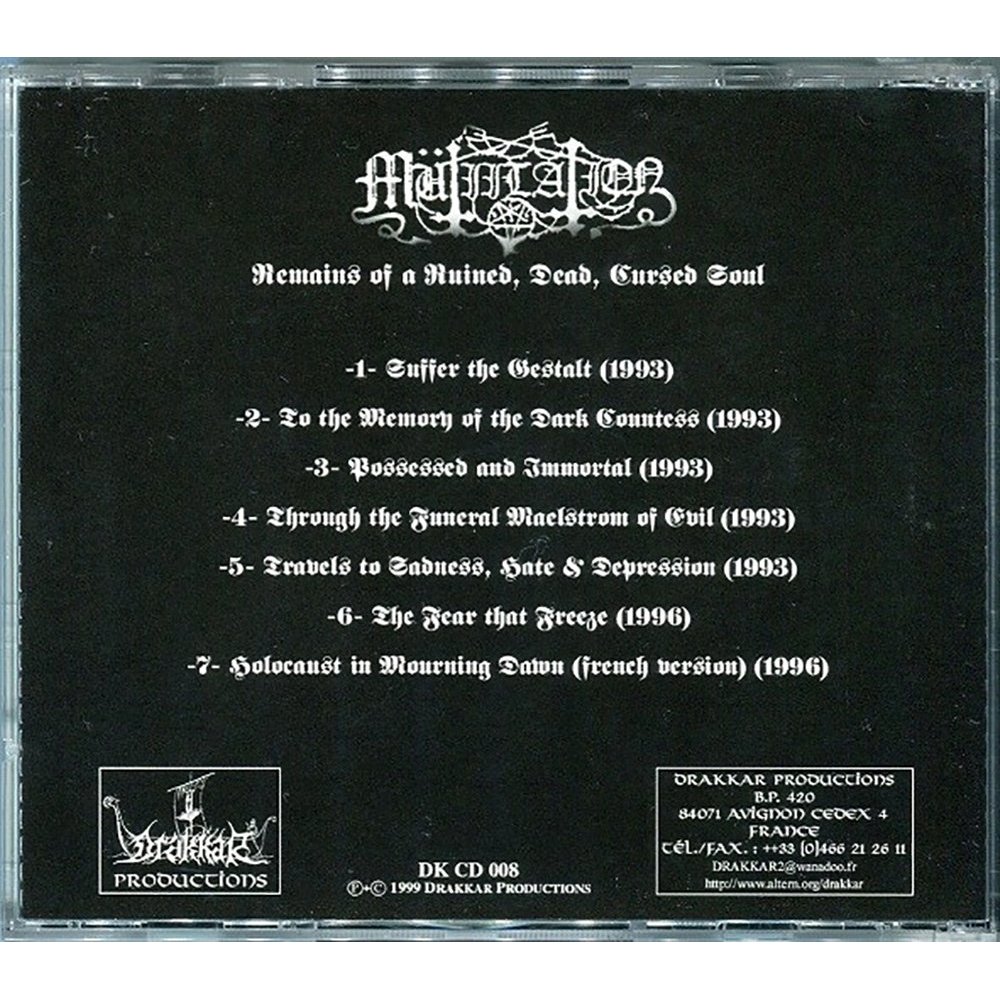 Mütiilation
Remains of a Ruined, Dead, Cursed Soul
-1- Suffer the Gestalt (1993)
-2- To the Memory of the Dark Countess (1993)
-3- Possessed and Immortal (1993)
-4- Through the Funeral Maelstrom of Evil (1993)
-5- Travels to Sadness, Hate & Depression (1993)
-6- The Fear that Freeze (1996)
-7- Holocaust in Mourning Dawn (french version) (1996)
Drakkar
PRODUCTIONS
DK CD 008
Ⓟ+© 1999 DRAKKAR PRODUCTIONS
DRAKKAR PRODUCTIONS
B.P. 420
84071 AVIGNON CEDEX 4
FRANCE
TÉL./FAX. : ++33 (0)466 21 26 11
DRAKKAR2@wanadoo.fr
http://www.altern.org/drakkar